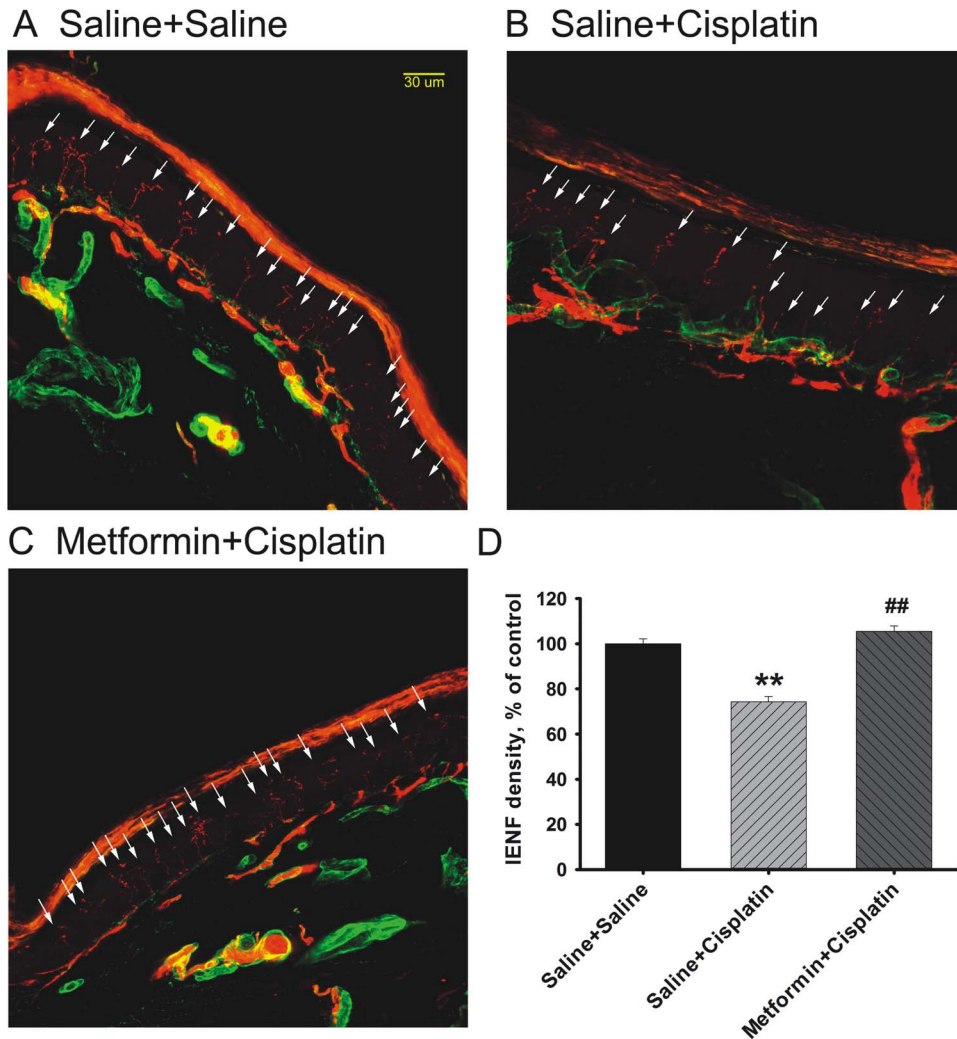 A Saline+Saline
30 um
B Saline+Cisplatin
C Metformin+Cisplatin
D
IENF density, % of control
120
100
80
60
40
20
0
**
##
Saline+Saline
Saline+Cisplatin
Metformin+Cisplatin